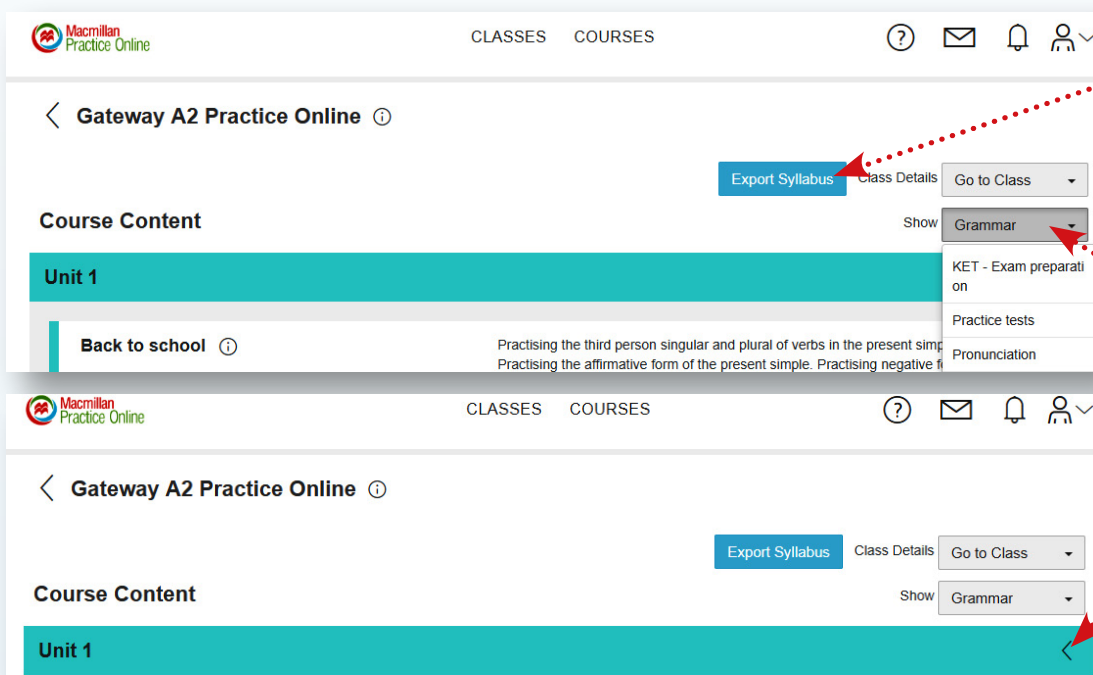 Macmillan
Practice Online
CLASSES COURSES
?
Gateway A2 Practice Online i
Export Syllabus Class Details Go to Class
Course Content Show Grammar
Unit 1
KET - Exam preparati
on
Practice tests
Pronunciation
Back to school i
Practising the third person singular and plural of verbs in the present simp
Practising the affirmative form of the present simple. Practising negative f
Macmillan
Practice Online
CLASSES COURSES
?
Gateway A2 Practice Online i
Export Syllabus Class Details Go to Class
Course Content Show Grammar
Unit 1